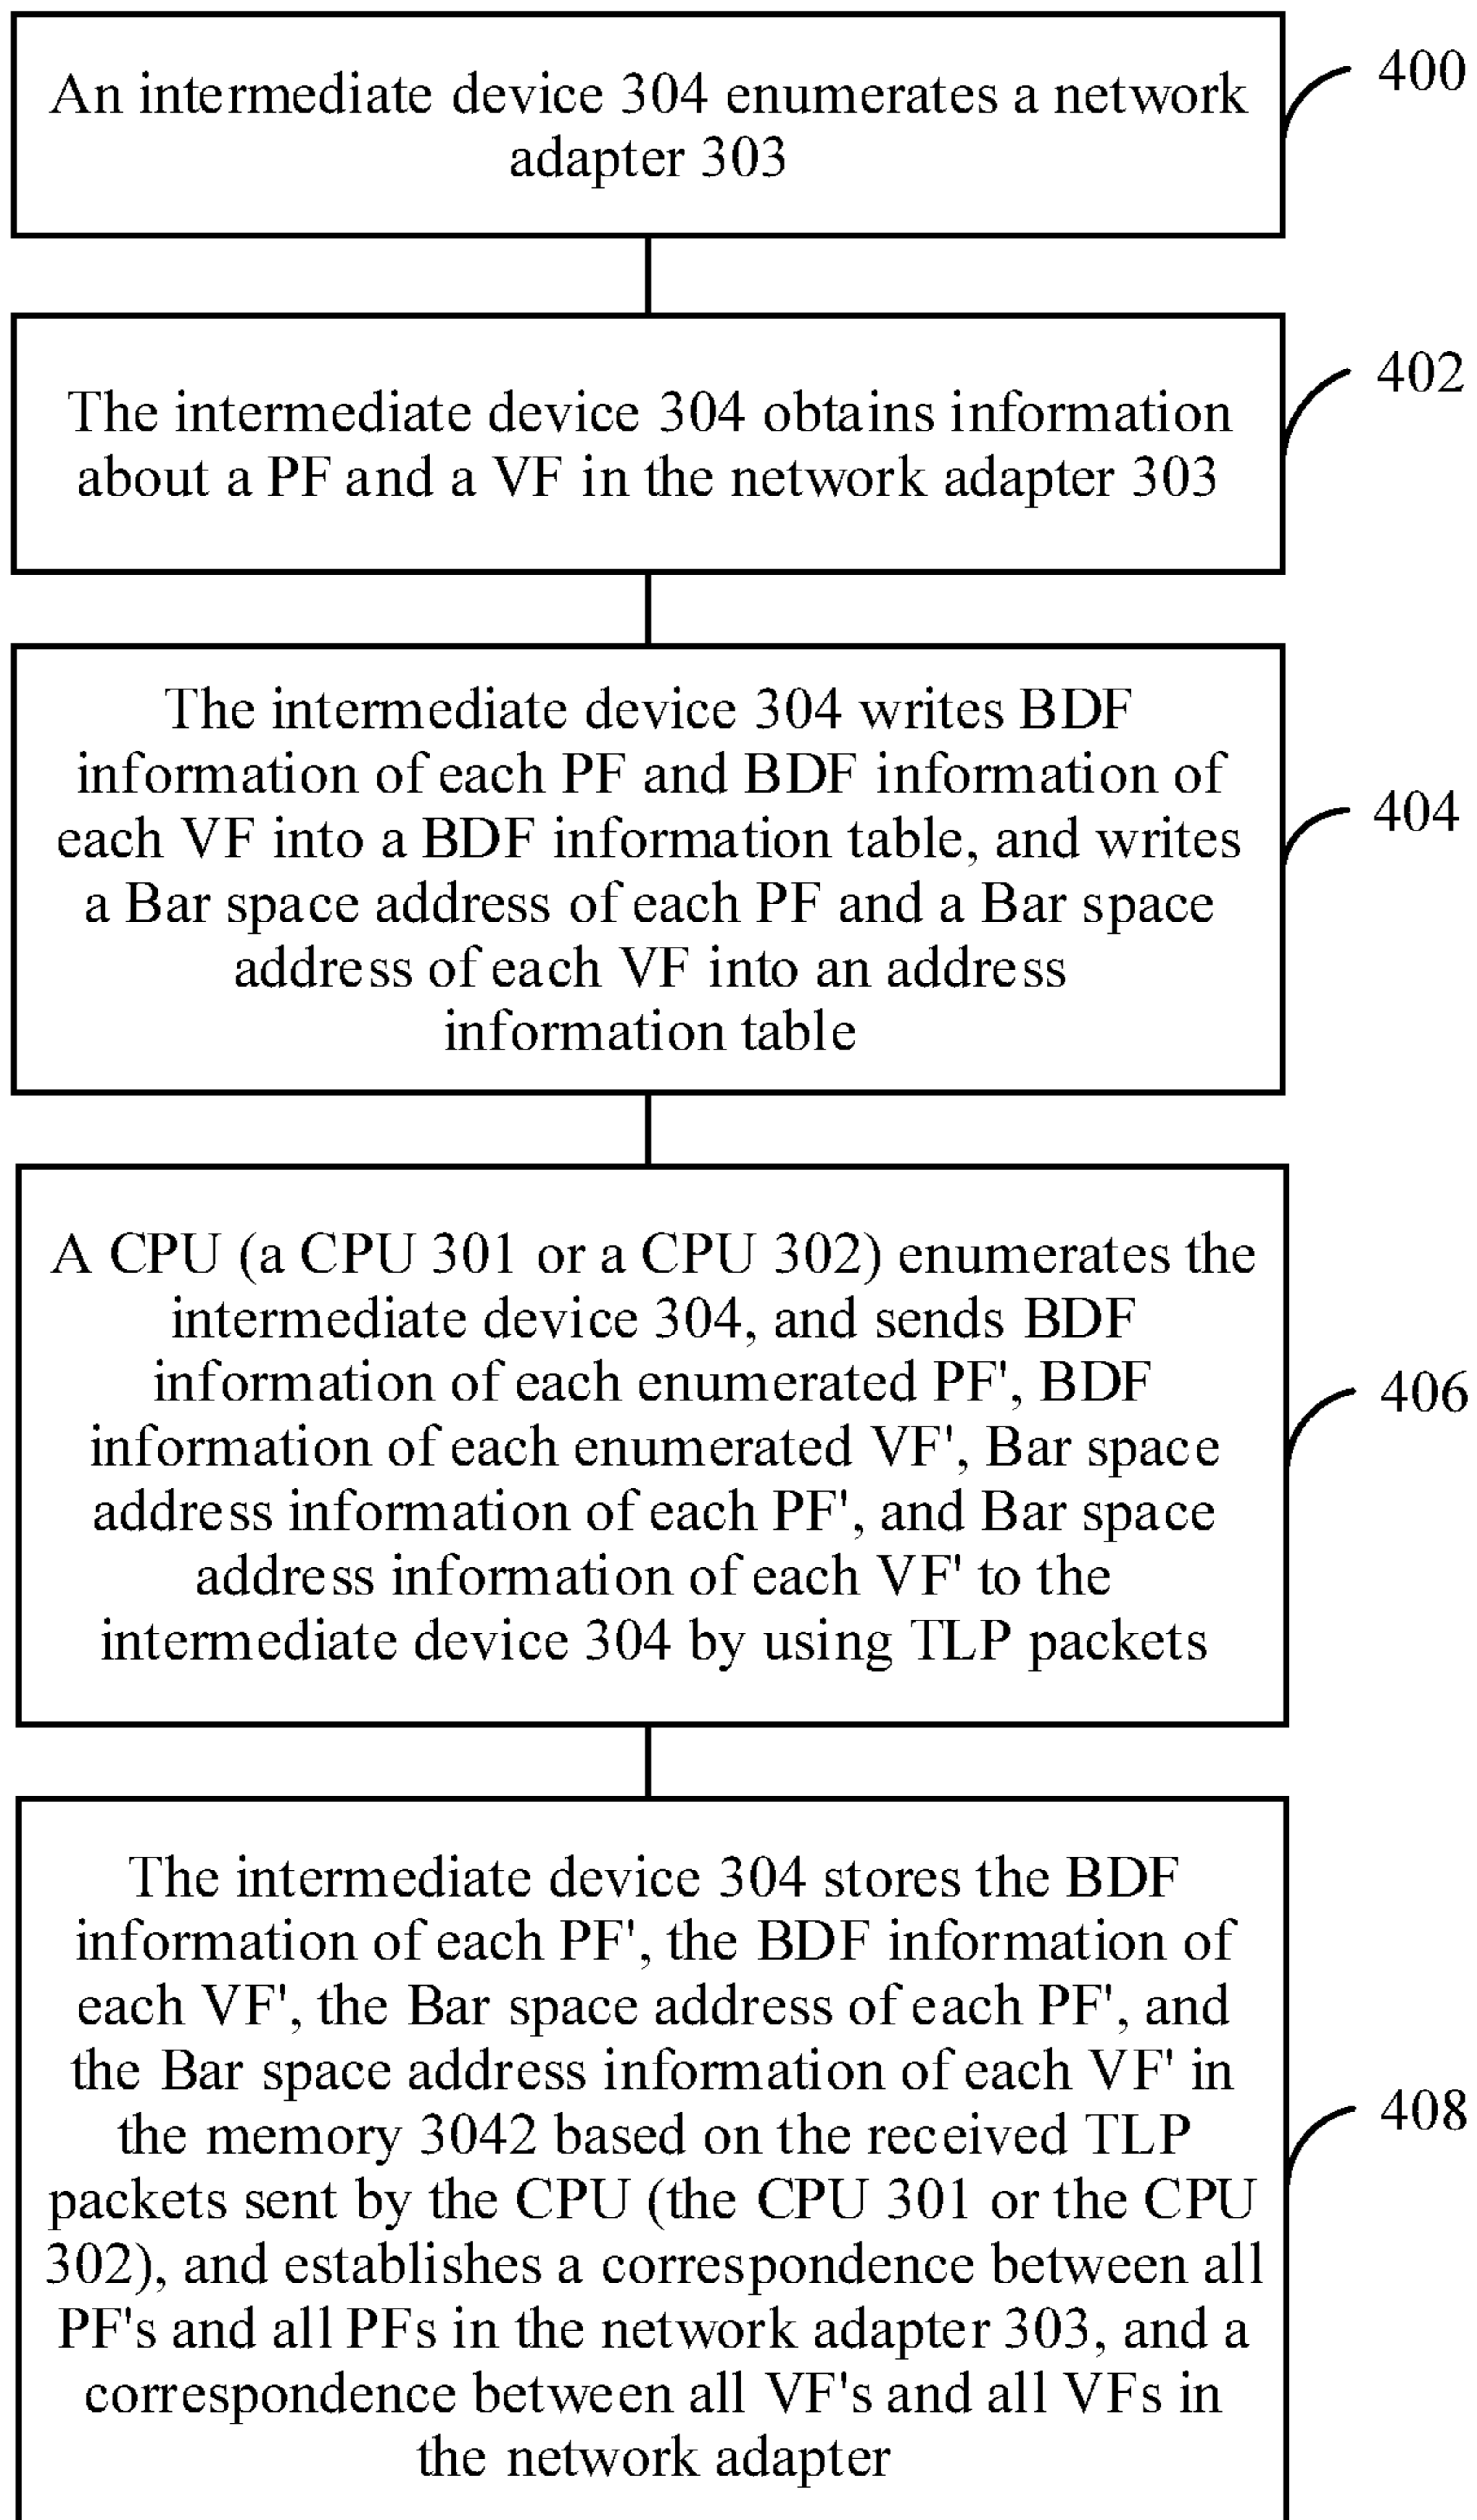 An intermediate device 304 enumerates a network
adapter 303
400
The intermediate device 304 obtains information
about a PF and a VF in the network adapter 303
402
The intermediate device 304 writes BDF
information of each PF and BDF information of
each VF into a BDF information table, and writes
a Bar space address of each PF and a Bar space
address of each VF into an address
information table
404
A CPU (a CPU 301 or a CPU 302) enumerates the
intermediate device 304, and sends BDF
information of each enumerated PF', BDF
information of each enumerated VF', Bar space
address information of each PF', and Bar space
address information of each VF' to the
intermediate device 304 by using TLP packets
406
The intermediate device 304 stores the BDF
information of each PF', the BDF information of
each VF', the Bar space address of each PF', and
the Bar space address information of each VF' in
the memory 3042 based on the received TLP
packets sent by the CPU (the CPU 301 or the CPU
302), and establishes a correspondence between all
PF's and all PFs in the network adapter 303, and a
correspondence between all VF's and all VFs in
the network adapter
408